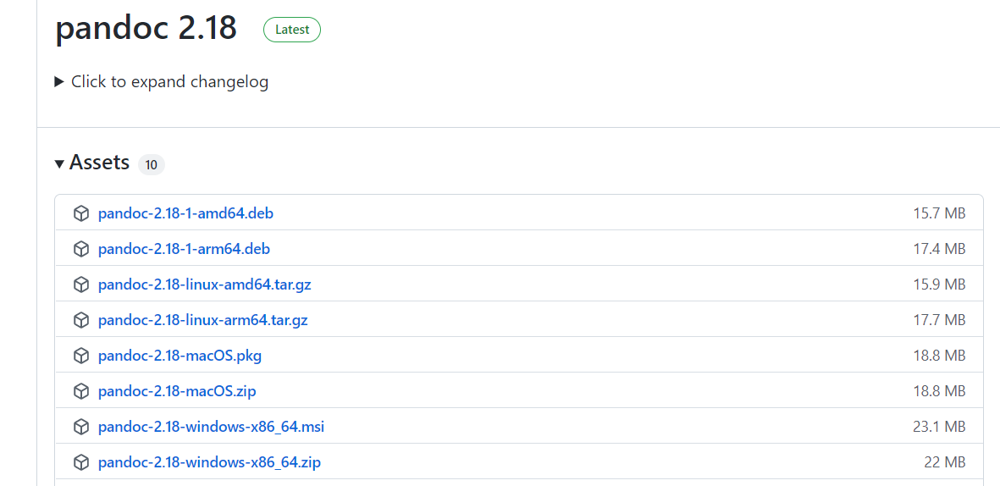 pandoc 2.18 Latest
Click to expand changelog
Assets 10
pandoc-2.18-1-amd64.deb 15.7 MB
pandoc-2.18-1-arm64.deb 17.4 MB
pandoc-2.18-linux-amd64.tar.gz 15.9 MB
pandoc-2.18-linux-arm64.tar.gz 17.7 MB
pandoc-2.18-macOS.pkg 18.8 MB
pandoc-2.18-macOS.zip 18.8 MB
pandoc-2.18-windows-x86_64.msi 23.1 MB
pandoc-2.18-windows-x86_64.zip 22 MB